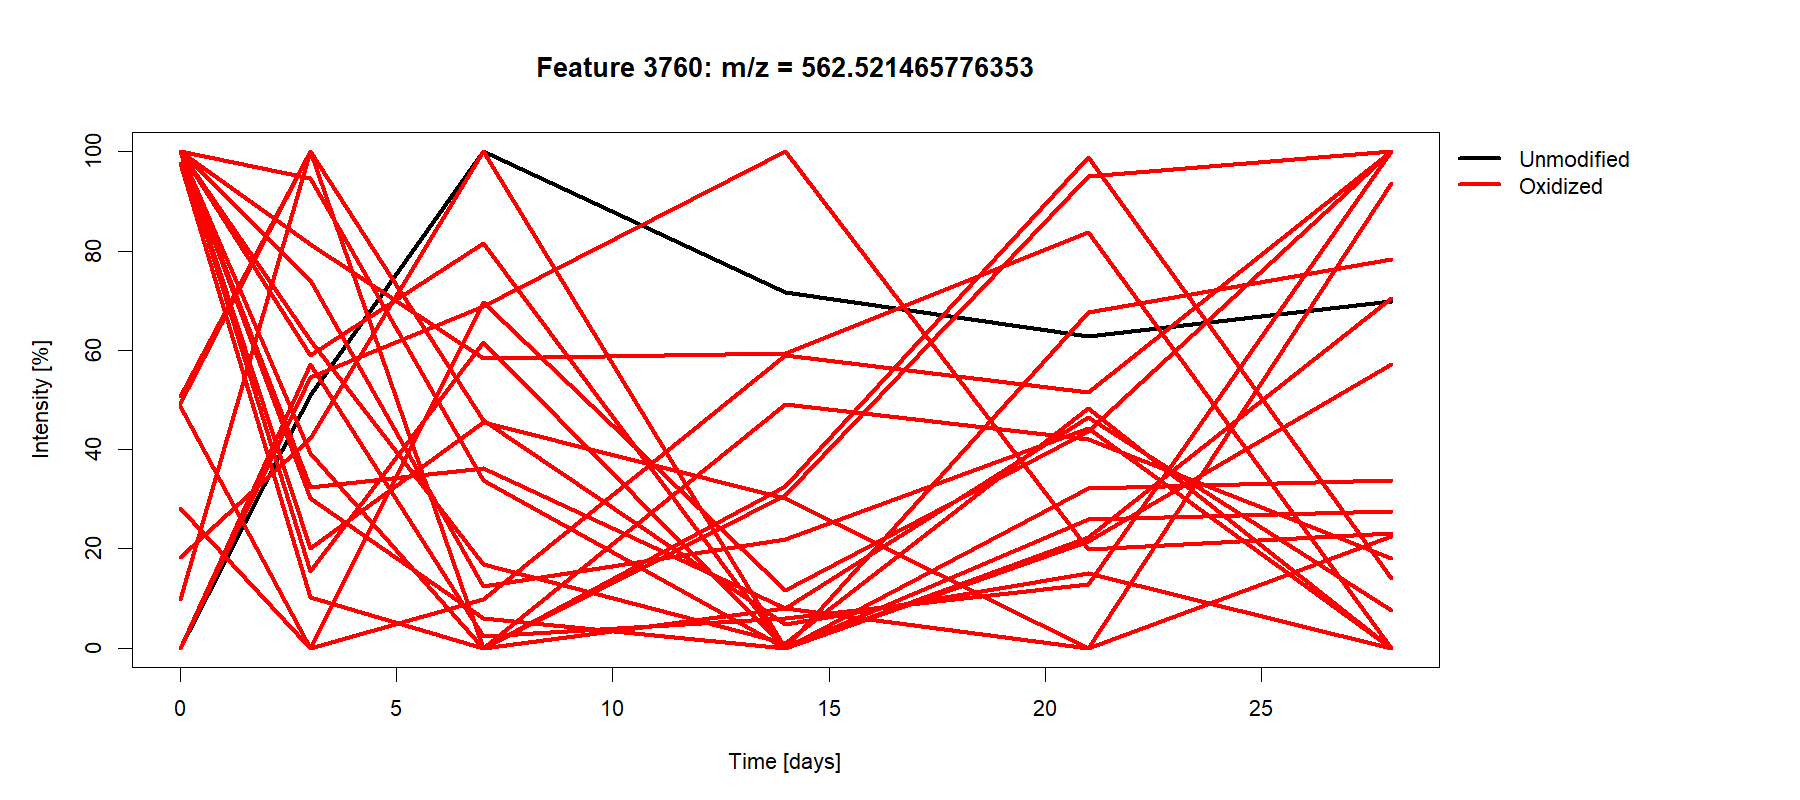 Feature 3760: m/z = 562.521465776353
Unmodified
Oxidized
Intensity [%]
100
80
60
40
20
0
0 5 10 15 20 25
Time [days]